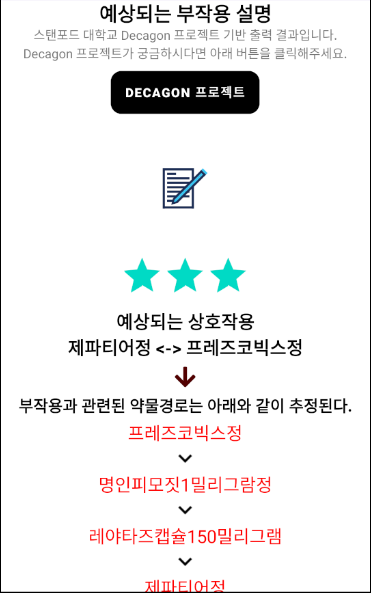 예상되는 부작용 설명
스탠포드 대학교 Decagon 프로젝트 기반 출력 결과입니다.
Decagon 프로젝트가 궁금하시다면 아래 버튼을 클릭해주세요.
DECAGON 프로젝트
예상되는 상호작용
제파티어정 <-> 프레즈코빅스정
부작용과 관련된 약물경로는 아래와 같이 추정된다.
프레즈코빅스정
명인피모짓1밀리그람정
레야타즈캡슐150밀리그램
제파티어정